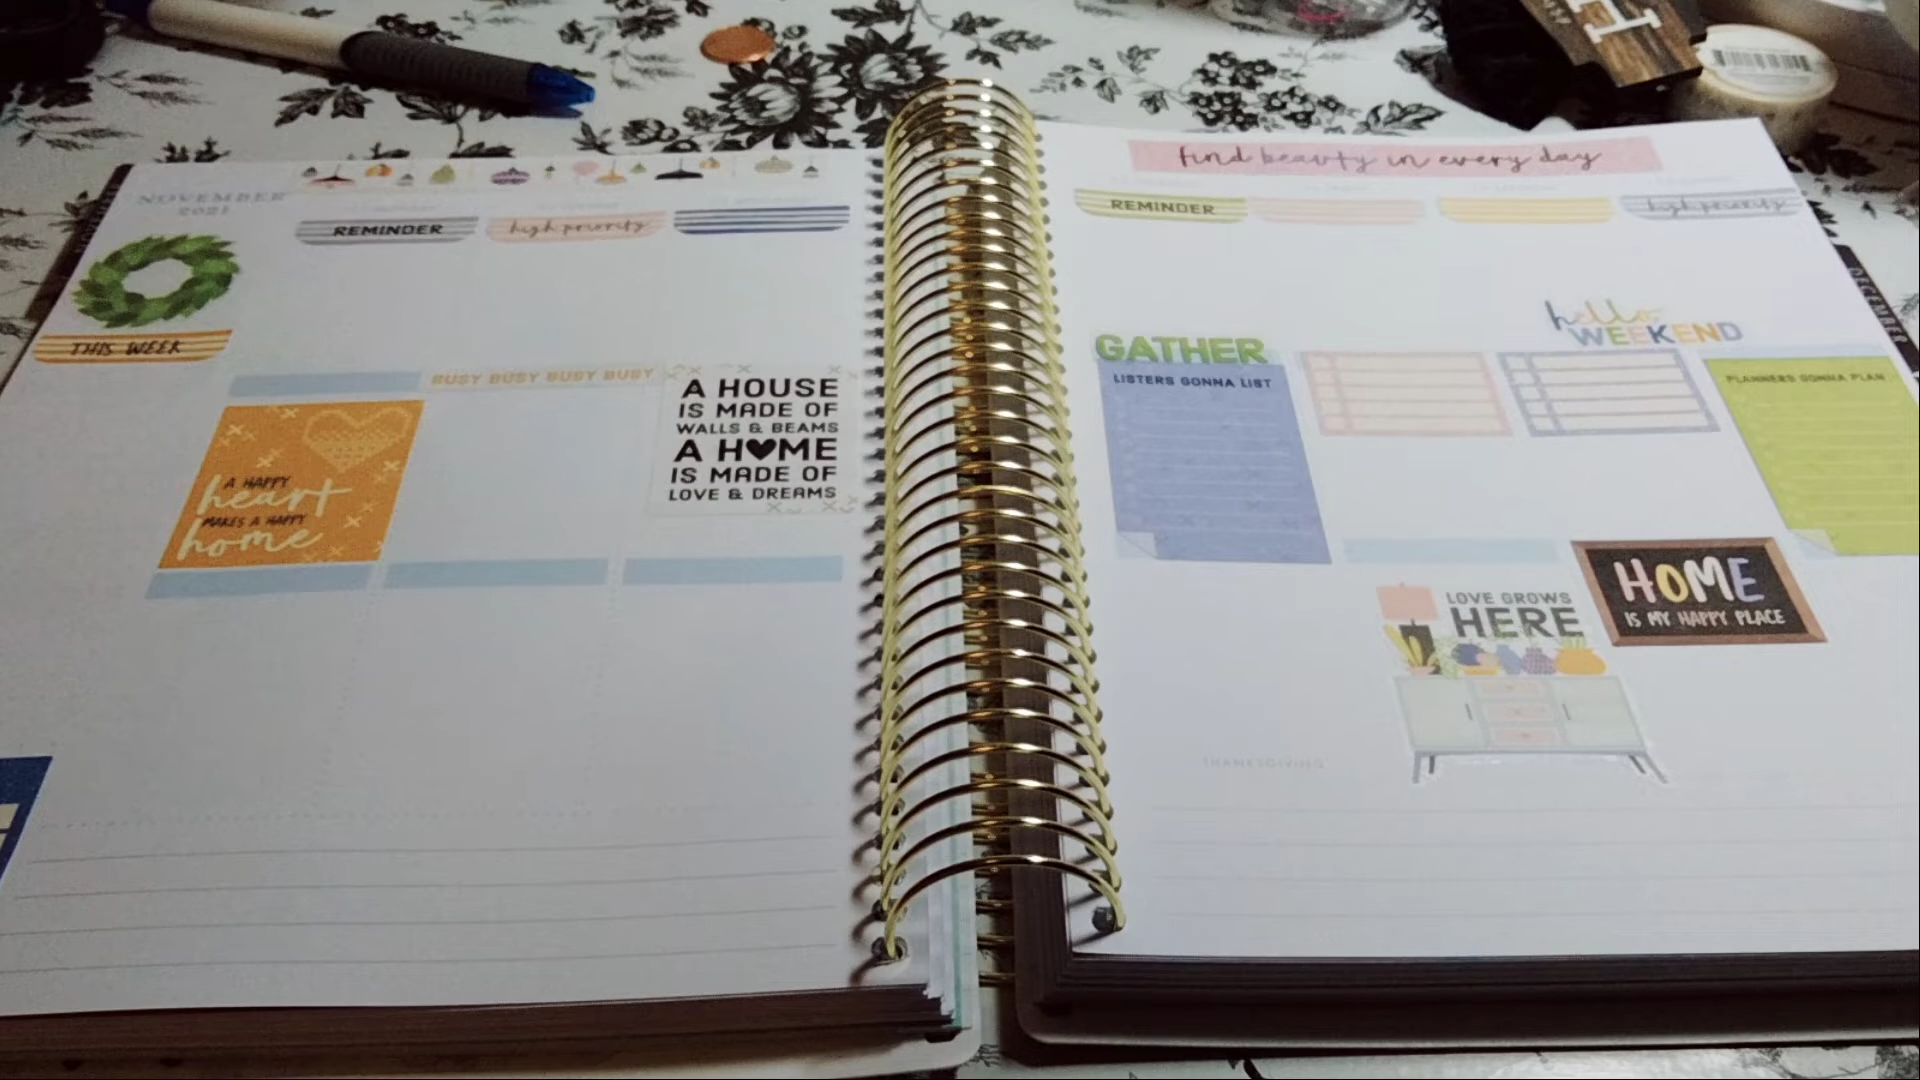 NOVEMBER
2021
REMINDER
high priority
THIS WEEK
BUSY BUSY BUSY BUSY
A HOUSE
IS MADE OF
WALLS & BEAMS
A HOME
IS MADE OF
LOVE & DREAMS
A HAPPY
heart
MAKES A HAPPY
home
find beauty in every day
REMINDER
high priority
hello
WEEKEND
GATHER
LISTERS GONNA LIST
PLANNERS GONNA PLAN
LOVE GROWS
HERE
HOME
IS MY HAPPY PLACE
THANKSGIVING
DECEMBER
H